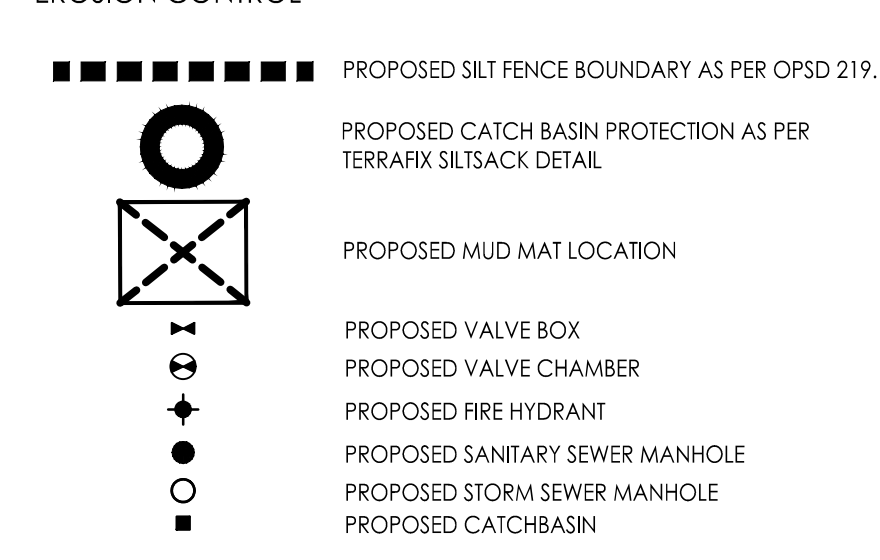 EROSION CONTROL
PROPOSED SILT FENCE BOUNDARY AS PER OPSD 219.
PROPOSED CATCH BASIN PROTECTION AS PER
TERRAFIX SILTSACK DETAIL
PROPOSED MUD MAT LOCATION
PROPOSED VALVE BOX
PROPOSED VALVE CHAMBER
PROPOSED FIRE HYDRANT
PROPOSED SANITARY SEWER MANHOLE
PROPOSED STORM SEWER MANHOLE
PROPOSED CATCHBASIN